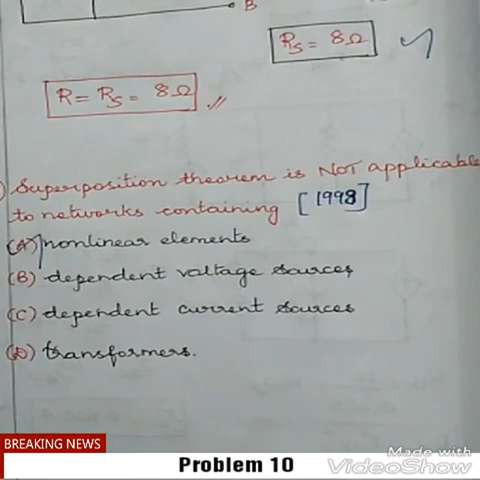 B
Rs = 8Ω
R = Rs = 8Ω
) Superposition theorem is NOT applicable
to networks containing [1998]
(A) nonlinear elements
(B) dependent voltage sources
(C) dependent current sources
(D) transformers.
BREAKING NEWS
Made with
Problem 10
VideoShow